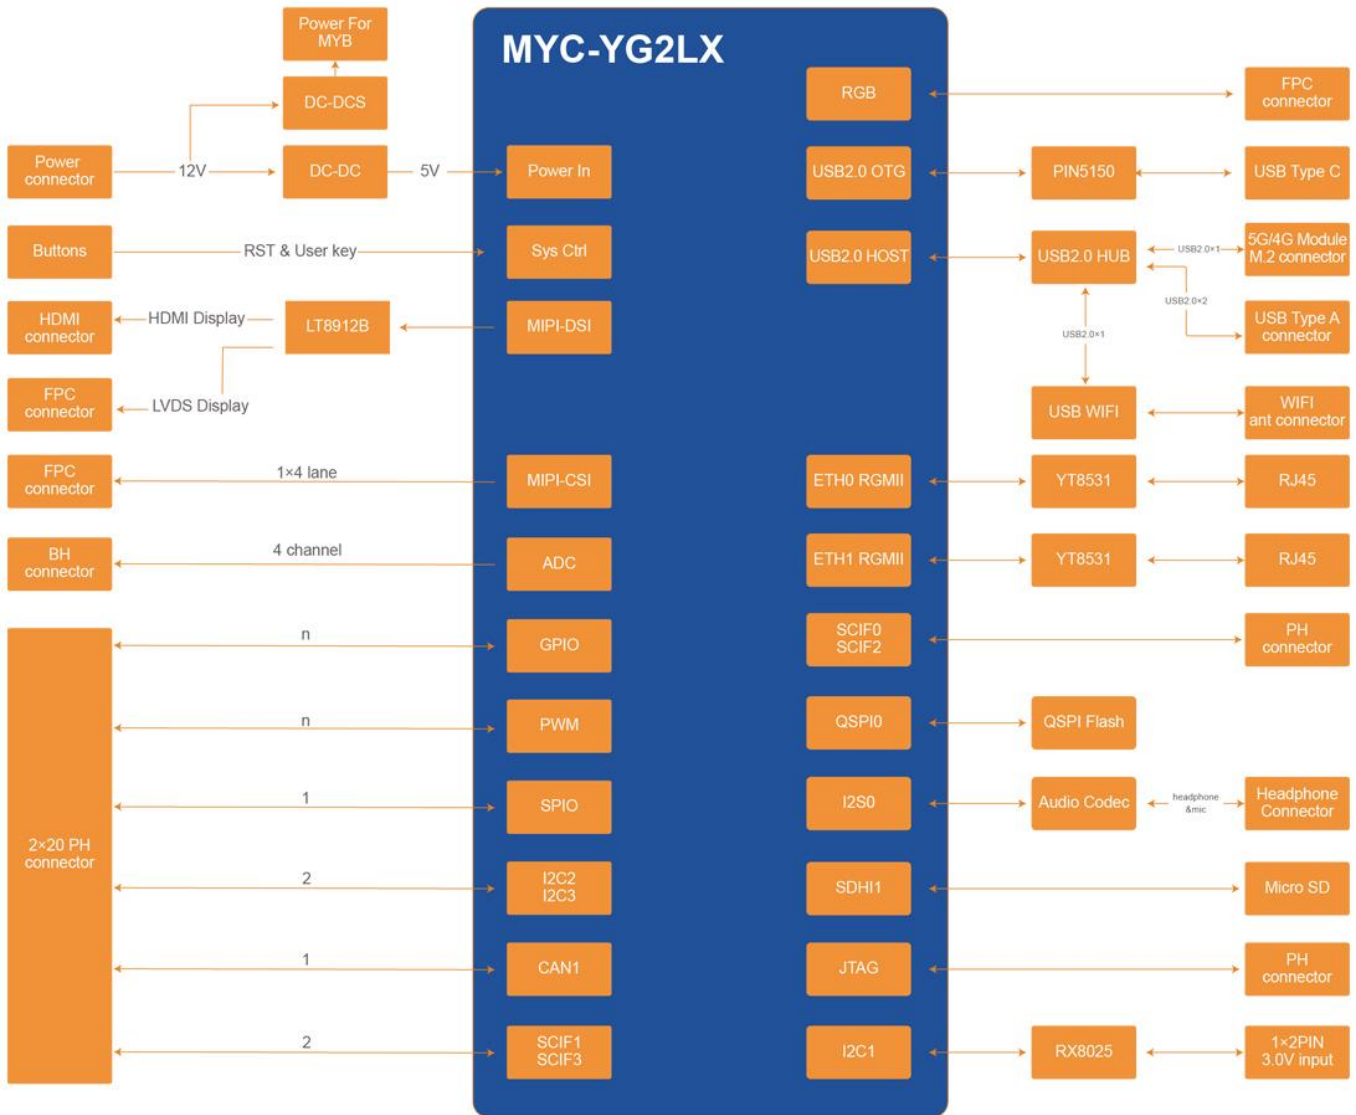 MYC-YG2LX
Power For
MYB
DC-DCS
Power
connector
12V
DC-DC
5V
Power In
Buttons
RST & User key
Sys Ctrl
HDMI
connector
HDMI Display
LT8912B
MIPI-DSI
FPC
connector
LVDS Display
FPC
connector
1×4 lane
MIPI-CSI
BH
connector
4 channel
ADC
2×20 PH
connector
n
GPIO
n
PWM
1
SPIO
2
I2C2
I2C3
1
CAN1
2
SCIF1
SCIF3
RGB
FPC
connector
USB2.0 OTG
PIN5150
USB Type C
USB2.0 HOST
USB2.0 HUB
USB2.0×1
5G/4G Module
M.2 connector
USB2.0×2
USB Type A
connector
USB2.0×1
USB WIFI
WIFI
ant connector
ETH0 RGMII
YT8531
RJ45
ETH1 RGMII
YT8531
RJ45
SCIF0
SCIF2
PH
connector
QSPI0
QSPI Flash
I2S0
Audio Codec
headphone
&mic
Headphone
Connector
SDHI1
Micro SD
JTAG
PH
connector
I2C1
RX8025
1×2PIN
3.0V input